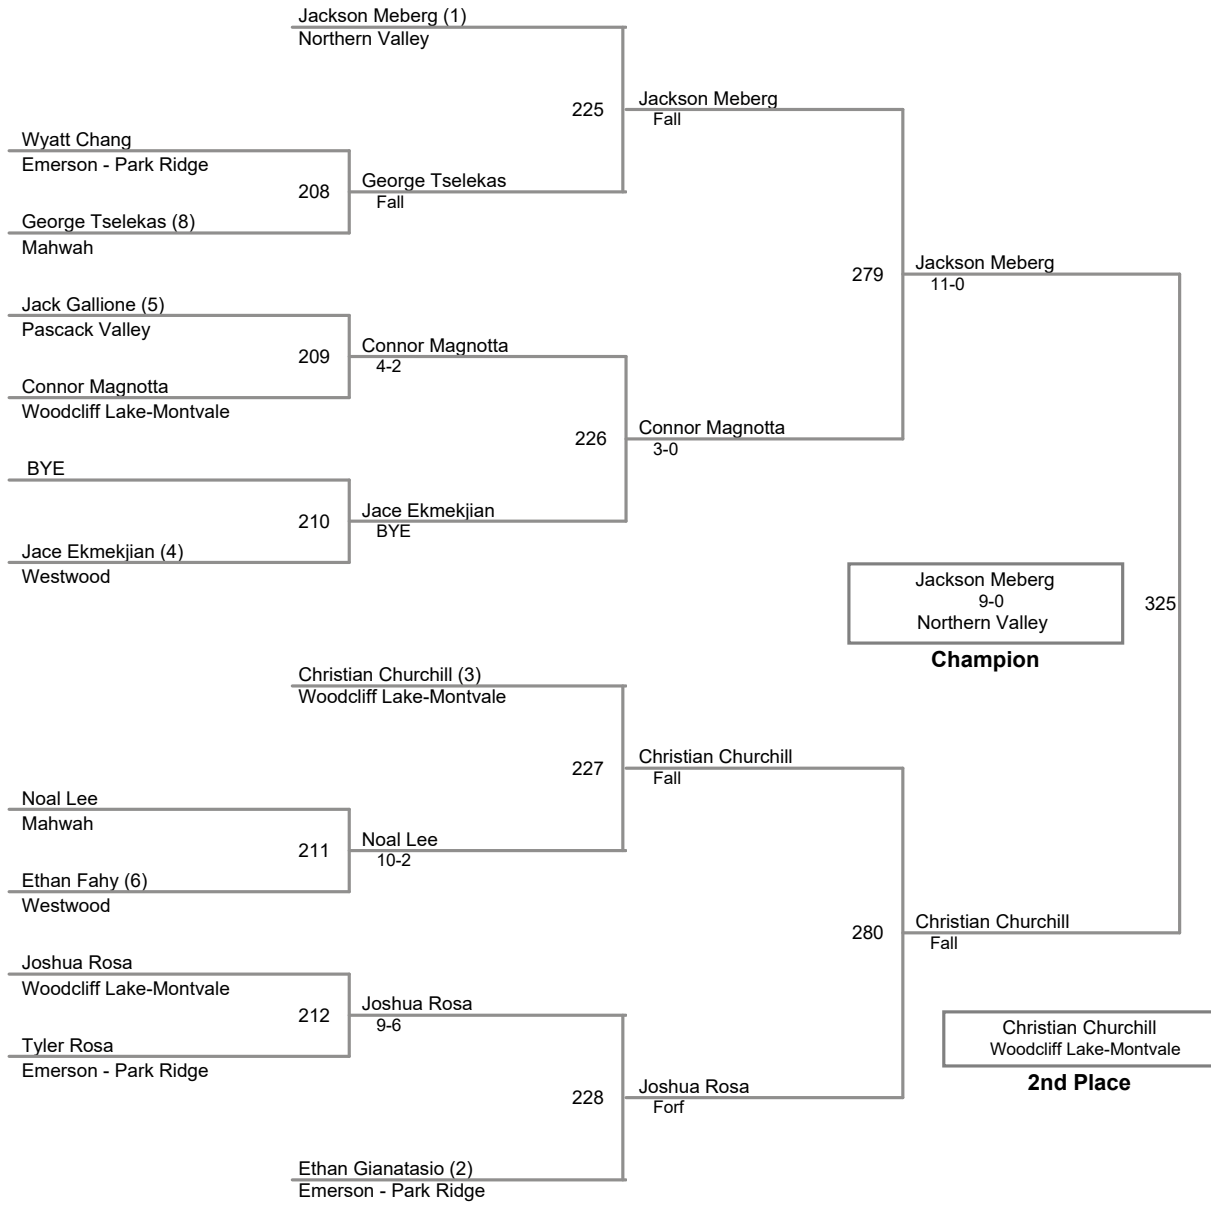 Jackson Meberg (1)
Northern Valley
225
Jackson Meberg
Fall
Wyatt Chang
Emerson - Park Ridge
208
George Tselekas
Fall
George Tselekas (8)
Mahwah
279
Jackson Meberg
11-0
Jack Gallione (5)
Pascack Valley
209
Connor Magnotta
4-2
Connor Magnotta
Woodcliff Lake-Montvale
226
Connor Magnotta
3-0
BYE
210
Jace Ekmekjian
BYE
Jace Ekmekjian (4)
Westwood
Jackson Meberg
9-0
Northern Valley
325
Champion
Christian Churchill (3)
Woodcliff Lake-Montvale
227
Christian Churchill
Fall
Noal Lee
Mahwah
211
Noal Lee
10-2
Ethan Fahy (6)
Westwood
280
Christian Churchill
Fall
Joshua Rosa
Woodcliff Lake-Montvale
212
Joshua Rosa
9-6
Tyler Rosa
Emerson - Park Ridge
Christian Churchill
Woodcliff Lake-Montvale
2nd Place
228
Joshua Rosa
Forf
Ethan Gianatasio (2)
Emerson - Park Ridge